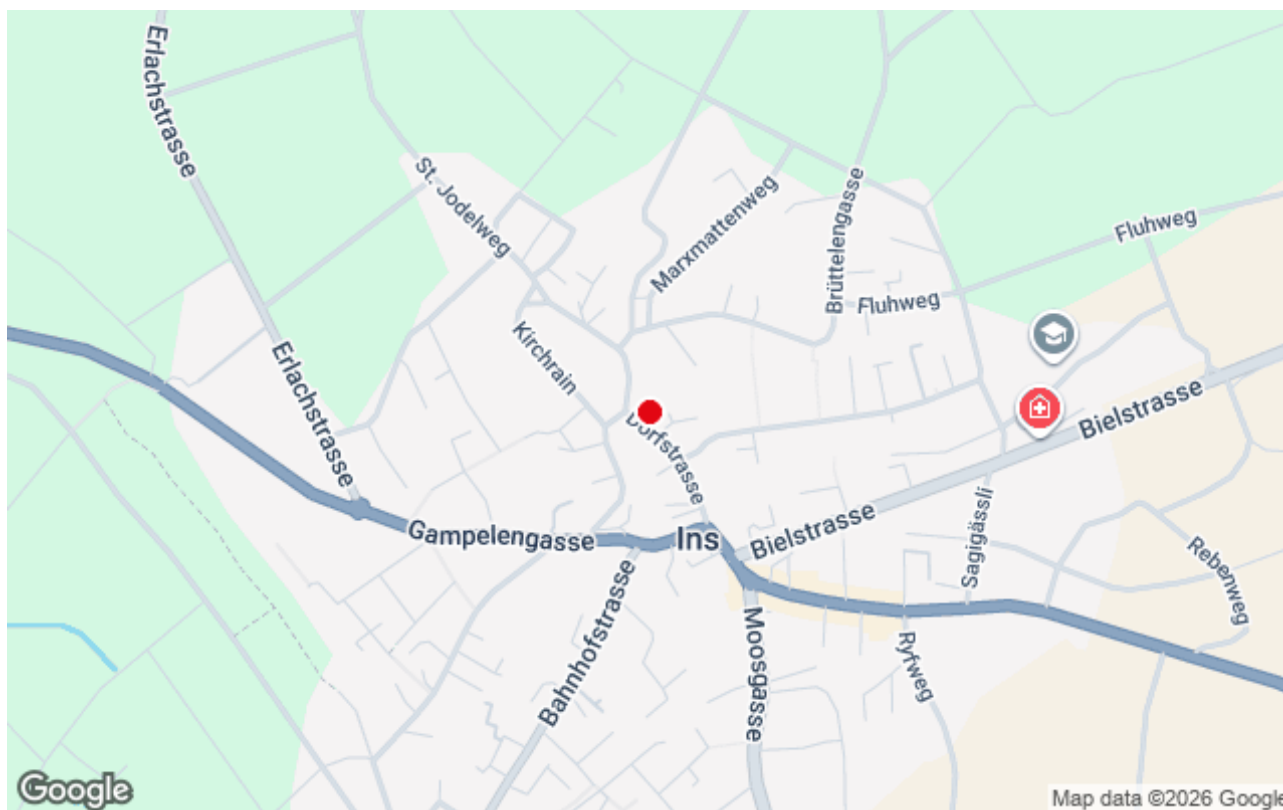 Erlachstrasse
St. Jodelweg
Marxmattenweg
Brüttelengasse
Fluhweg
Fluhweg
Kirchrain
Erlachstrasse
Dorfstrasse
Bielstrasse
Gampelengasse
Ins
Bielstrasse
Sagigässli
Rebenweg
Bahnhofstrasse
Moosgasse
Ryfweg
Google
Map data ©2026 Google